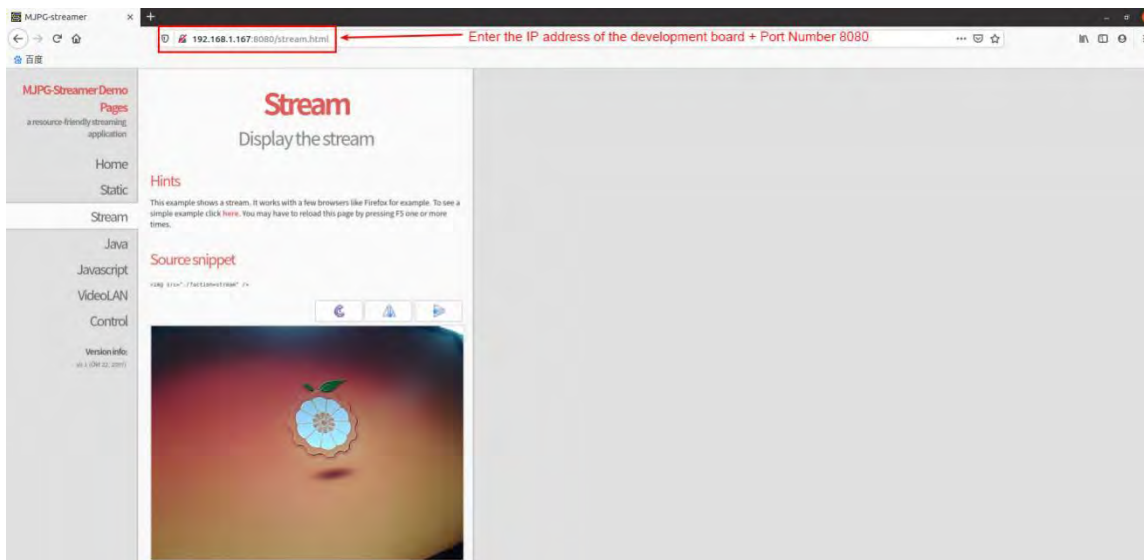 MJPG-streamer
192.168.1.167:8080/stream.html
Enter the IP address of the development board + Port Number 8080
百度
MJPG-Streamer Demo
Pages
a resource-friendly streaming
application
Home
Static
Stream
Java
Javascript
VideoLAN
Control
Version info:
Stream
Display the stream
Hints
This example shows a stream. It works with a few browsers like Firefox for example. To see a
simple example click here. You may have to reload this page by pressing F5 one or more
times.
Source snippet
<img src="./?action=stream" />